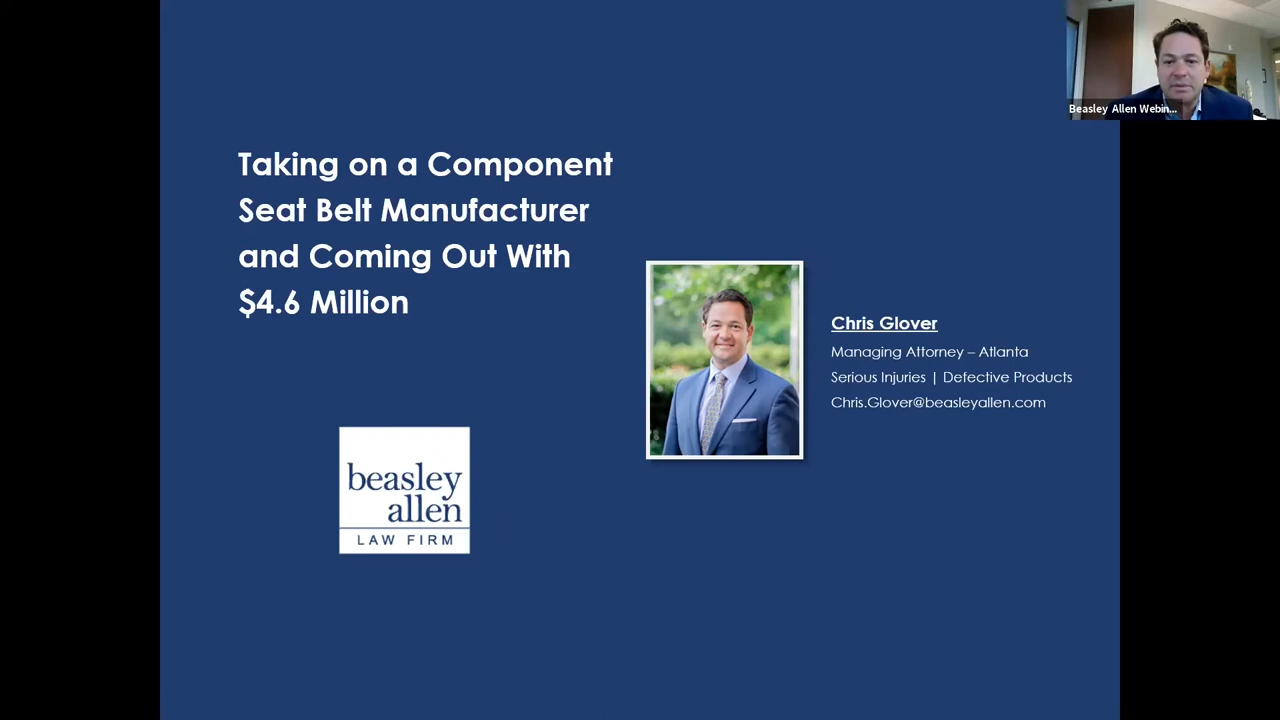 Beasley Allen Webin...
Taking on a Component
Seat Belt Manufacturer
and Coming Out With
$4.6 Million
Chris Glover
Managing Attorney – Atlanta
Serious Injuries | Defective Products
Chris.Glover@beasleyallen.com
beasley
allen
LAW FIRM